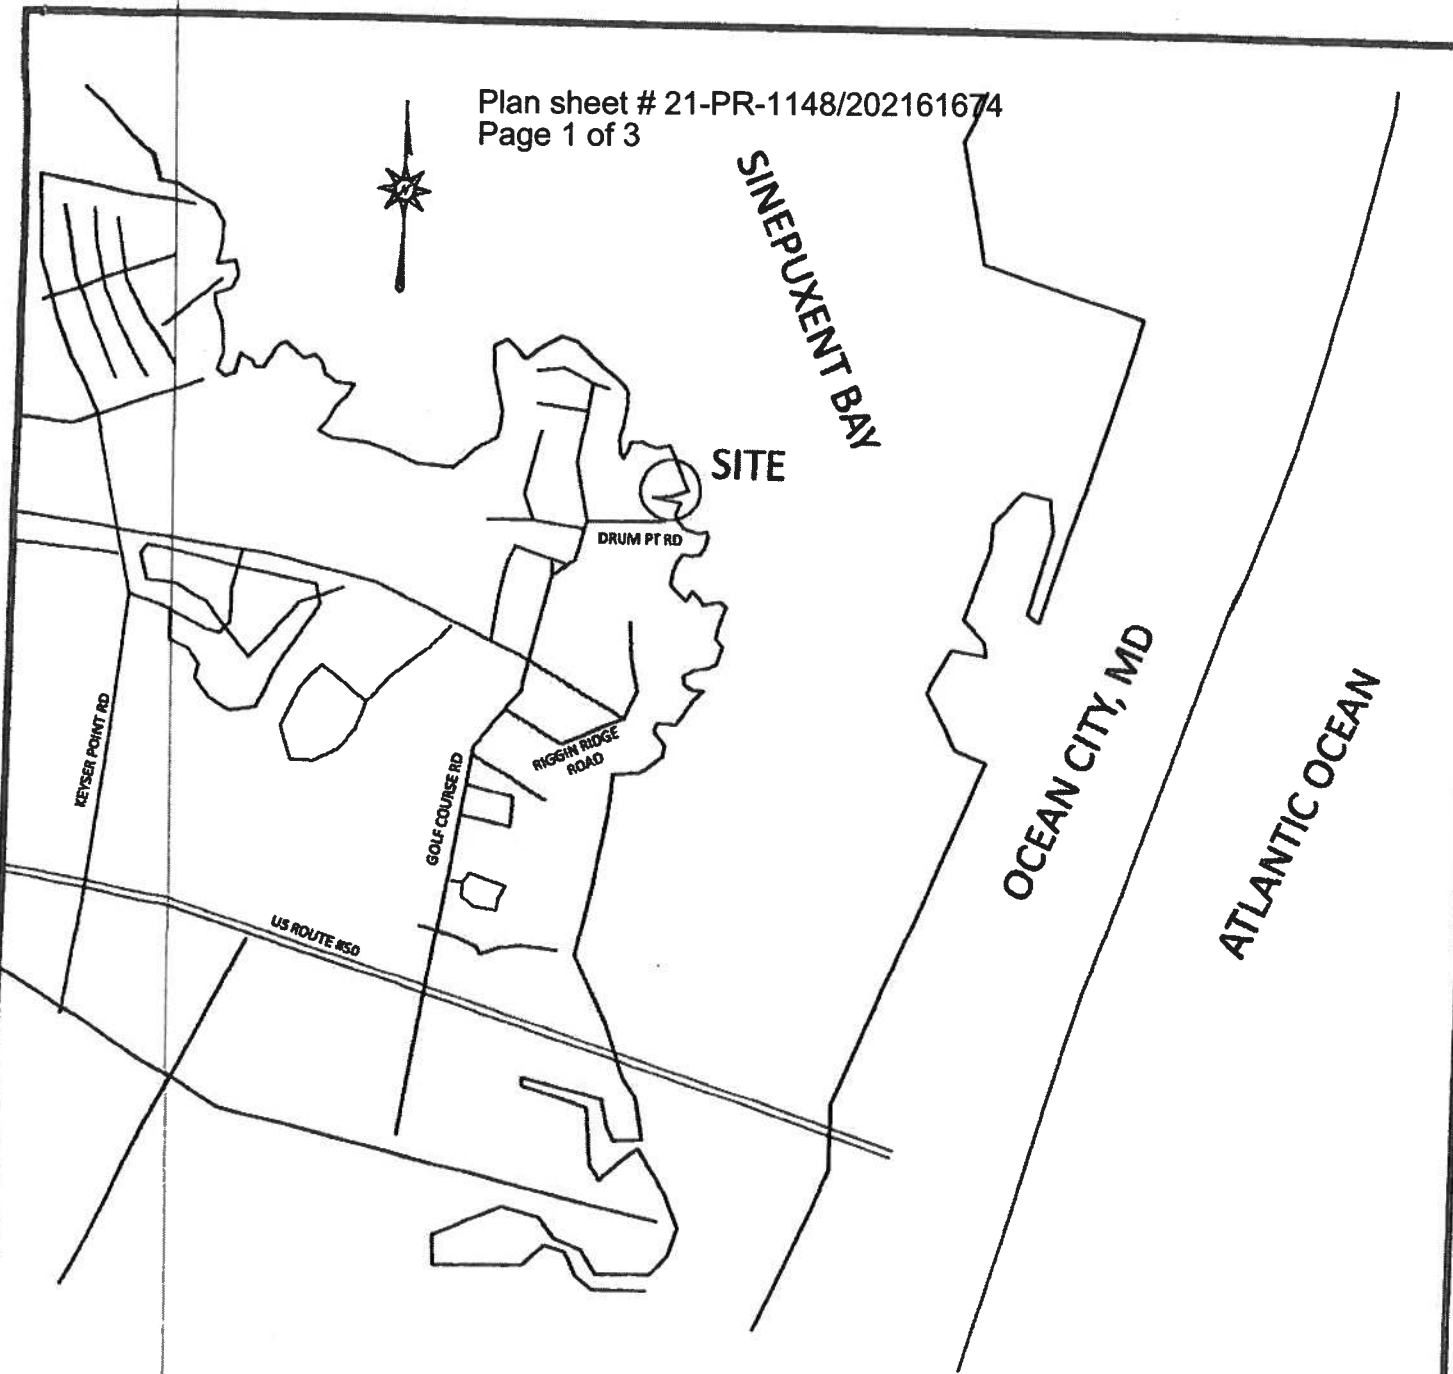 Plan sheet # 21-PR-1148/202161674
Page 1 of 3
N
SINEPUXENT BAY
SITE
DRUM PT RD
KEYSER POINT RD
GOLF COURSE RD
RIGGIN RIDGE
ROAD
US ROUTE #50
OCEAN CITY, MD
ATLANTIC OCEAN